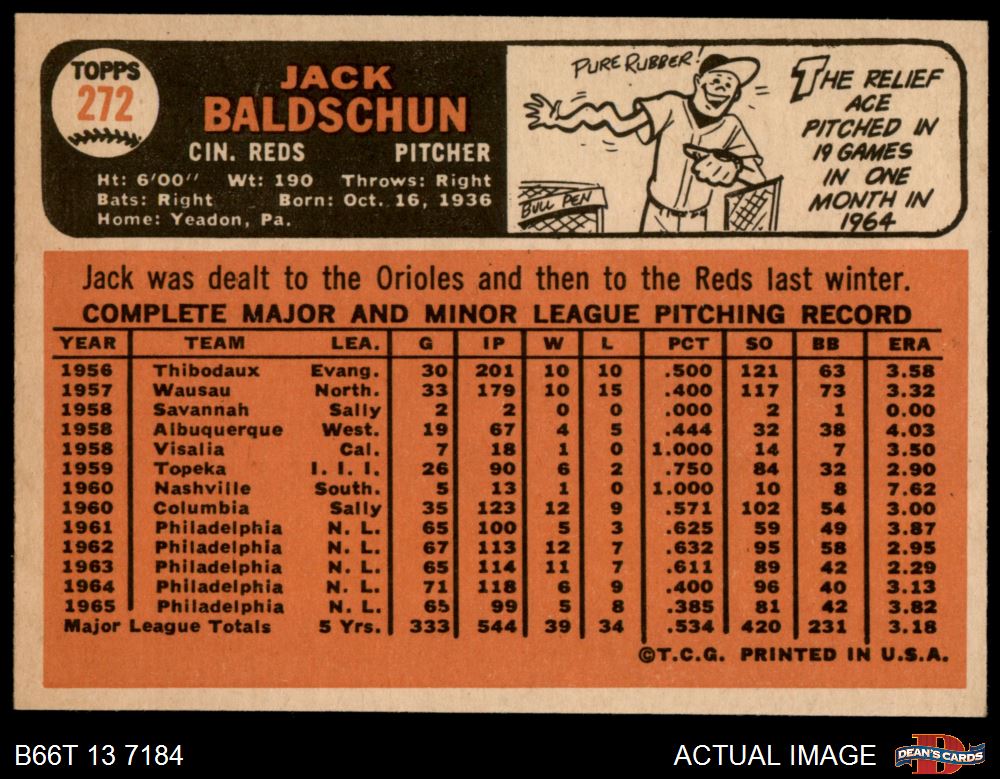 TOPPS
272
JACK
BALDSCHUN
CIN. REDS PITCHER
Ht: 6'00" Wt: 190 Throws: Right
Bats: Right Born: Oct. 16, 1936
Home: Yeadon, Pa.
PURE RUBBER!
BULL PEN
THE RELIEF
ACE
PITCHED IN
19 GAMES
IN ONE
MONTH IN
1964
Jack was dealt to the Orioles and then to the Reds last winter.
COMPLETE MAJOR AND MINOR LEAGUE PITCHING RECORD
YEAR TEAM LEA. G IP W L PCT SO BB ERA
1956 Thibodaux Evang. 30 201 10 10 .500 121 63 3.58
1957 Wausau North. 33 179 10 15 .400 117 73 3.32
1958 Savannah Sally 2 2 0 0 .000 2 1 0.00
1958 Albuquerque West. 19 67 4 5 .444 32 38 4.03
1958 Visalia Cal. 7 18 1 0 1.000 14 7 3.50
1959 Topeka I. I. I. 26 90 6 2 .750 84 32 2.90
1960 Nashville South. 5 13 1 0 1.000 10 8 7.62
1960 Columbia Sally 35 123 12 9 .571 102 54 3.00
1961 Philadelphia N. L. 65 100 5 3 .625 59 49 3.87
1962 Philadelphia N. L. 67 113 12 7 .632 95 58 2.95
1963 Philadelphia N. L. 65 114 11 7 .611 89 42 2.29
1964 Philadelphia N. L. 71 118 6 9 .400 96 40 3.13
1965 Philadelphia N. L. 65 99 5 8 .385 81 42 3.82
Major League Totals 5 Yrs. 333 544 39 34 .534 420 231 3.18
©T.C.G. PRINTED IN U.S.A.
B66T 13 7184 ACTUAL IMAGE DEAN'S CARDS